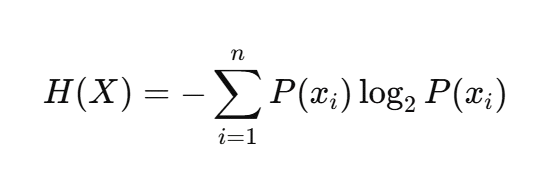 H(X) = − ∑_{i=1}^{n} P(x_i) log_2 P(x_i)